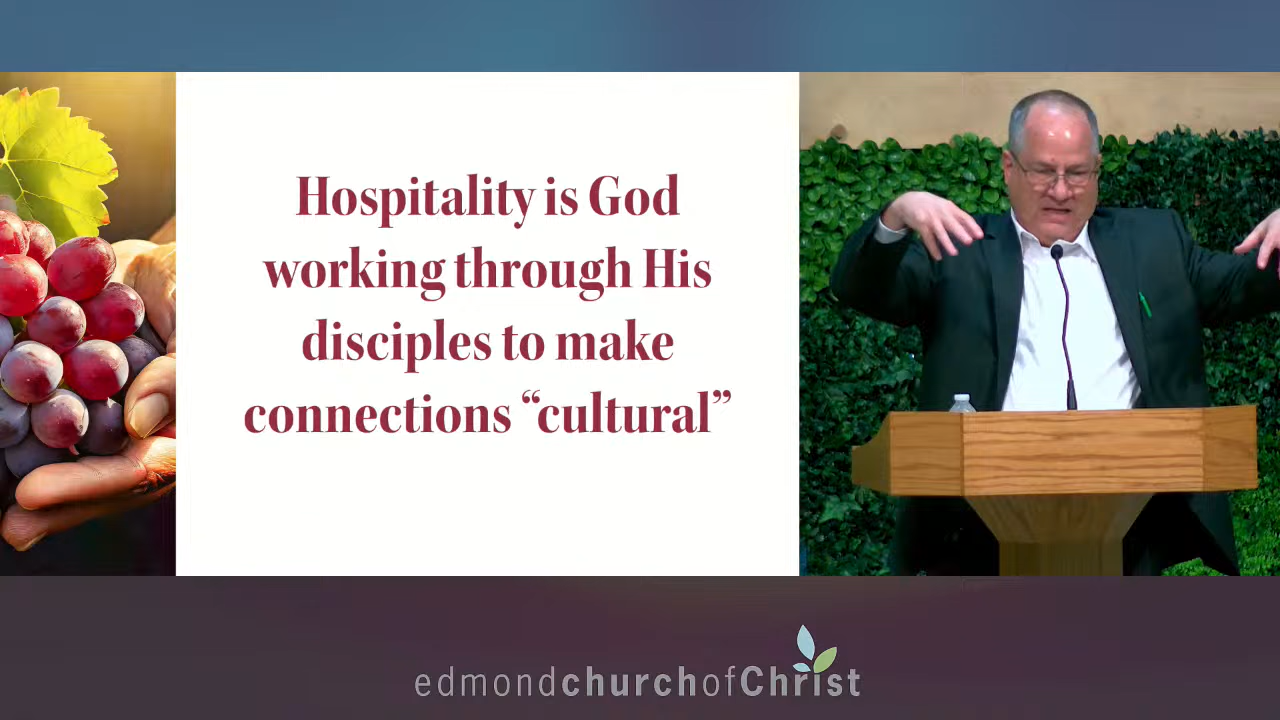 Hospitality is God
working through His
disciples to make
connections “cultural”
edmondchurchofChrist